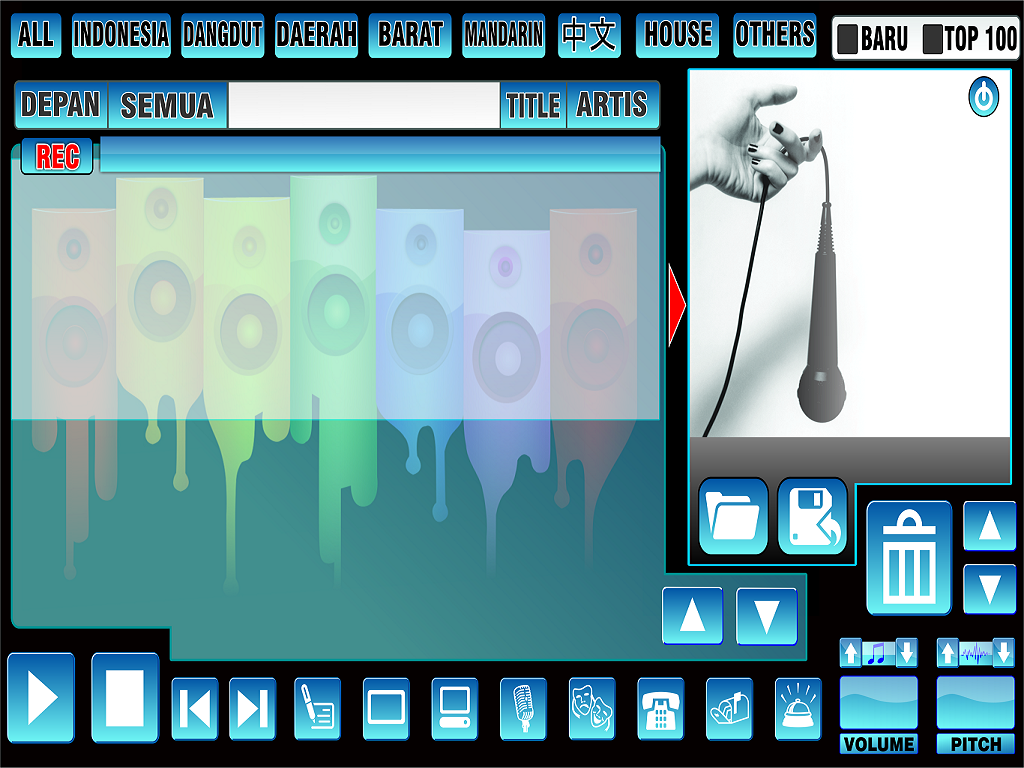 ALL INDONESIA DANGDUT DAERAH BARAT MANDARIN 中文 HOUSE OTHERS BARU TOP 100
DEPAN SEMUA TITLE ARTIS
REC
VOLUME PITCH